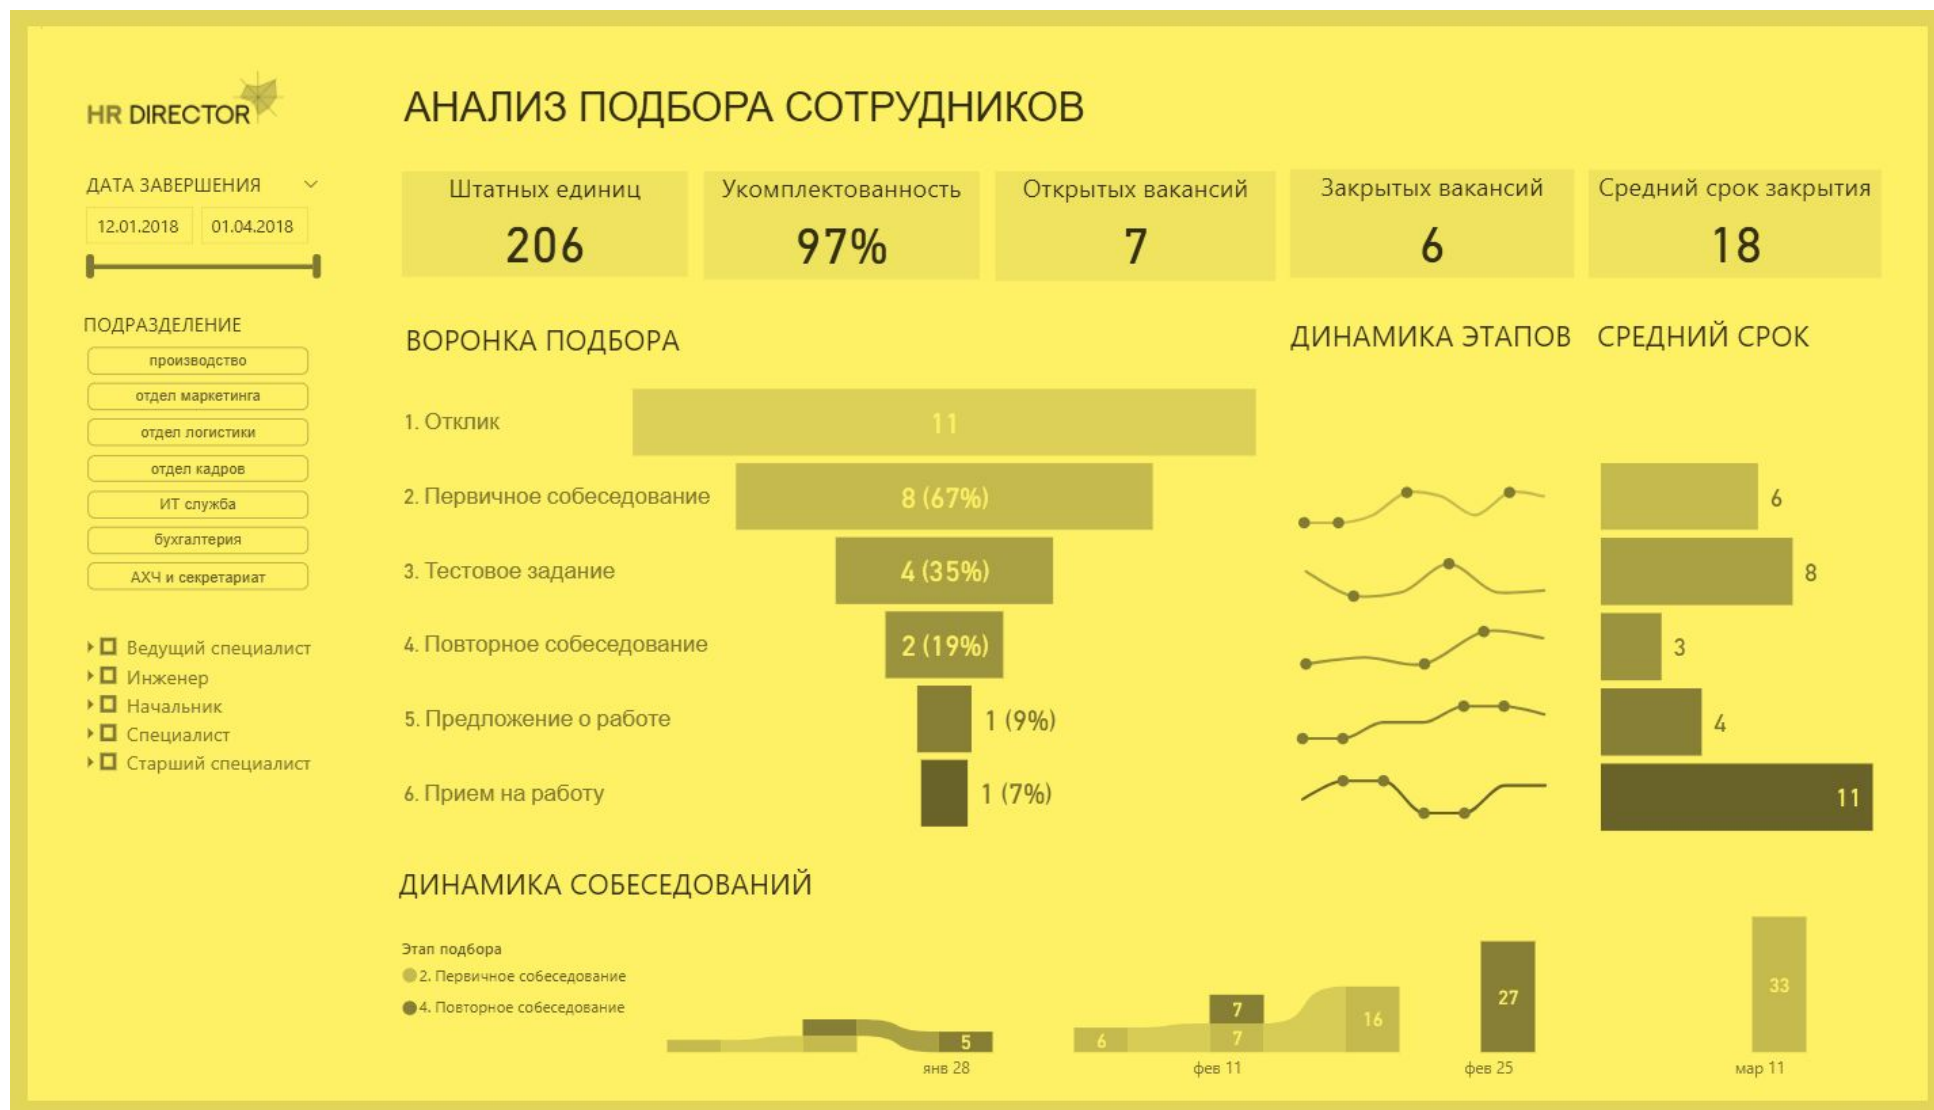 HR DIRECTOR
АНАЛИЗ ПОДБОРА СОТРУДНИКОВ
ДАТА ЗАВЕРШЕНИЯ
12.01.2018 01.04.2018
Штатных единиц
206
Укомплектованность
97%
Открытых вакансий
7
Закрытых вакансий
6
Средний срок закрытия
18
ПОДРАЗДЕЛЕНИЕ
производство
отдел маркетинга
отдел логистики
отдел кадров
ИТ служба
бухгалтерия
АХЧ и секретариат
Ведущий специалист
Инженер
Начальник
Специалист
Старший специалист
ВОРОНКА ПОДБОРА
ДИНАМИКА ЭТАПОВ
СРЕДНИЙ СРОК
1. Отклик 11
2. Первичное собеседование 8 (67%) 6
3. Тестовое задание 4 (35%) 8
4. Повторное собеседование 2 (19%) 3
5. Предложение о работе 1 (9%) 4
6. Прием на работу 1 (7%) 11
ДИНАМИКА СОБЕСЕДОВАНИЙ
Этап подбора
2. Первичное собеседование
4. Повторное собеседование
5
6
7
7
16
27
33
янв 28 фев 11 фев 25 мар 11